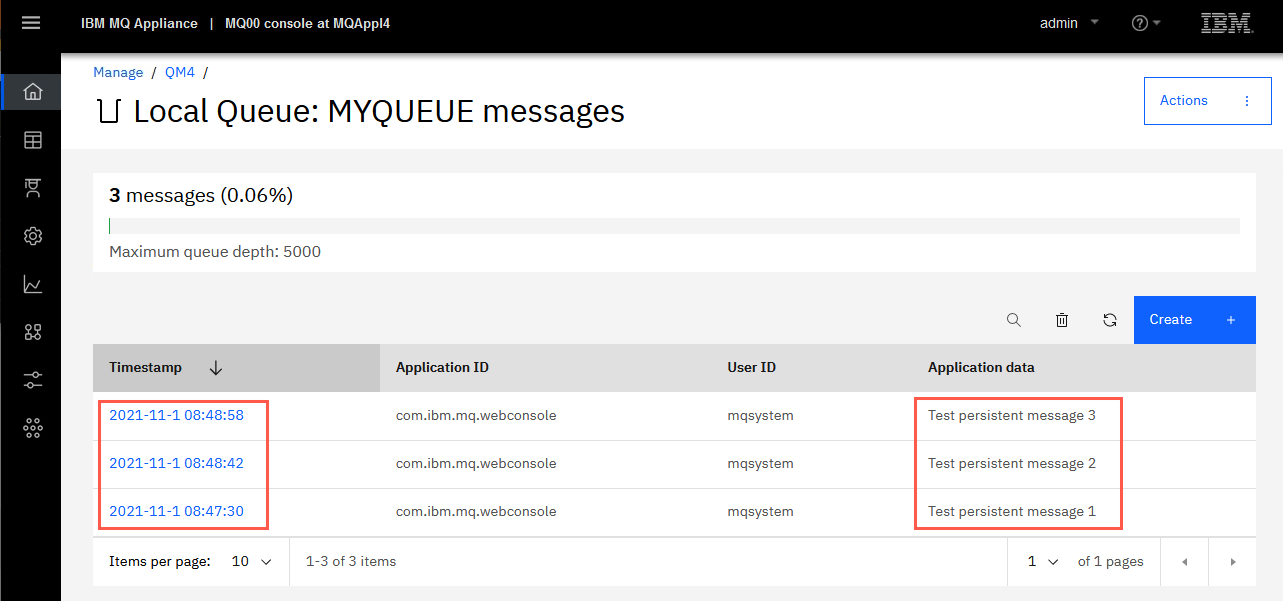 IBM MQ Appliance | MQ00 console at MQAppl4
admin
?
IBM
Manage / QM4 /
Local Queue: MYQUEUE messages
Actions
3 messages (0.06%)
Maximum queue depth: 5000
Create +
Timestamp Application ID User ID Application data
2021-11-1 08:48:58 com.ibm.mq.webconsole mqsystem Test persistent message 3
2021-11-1 08:48:42 com.ibm.mq.webconsole mqsystem Test persistent message 2
2021-11-1 08:47:30 com.ibm.mq.webconsole mqsystem Test persistent message 1
Items per page: 10 1-3 of 3 items 1 of 1 pages